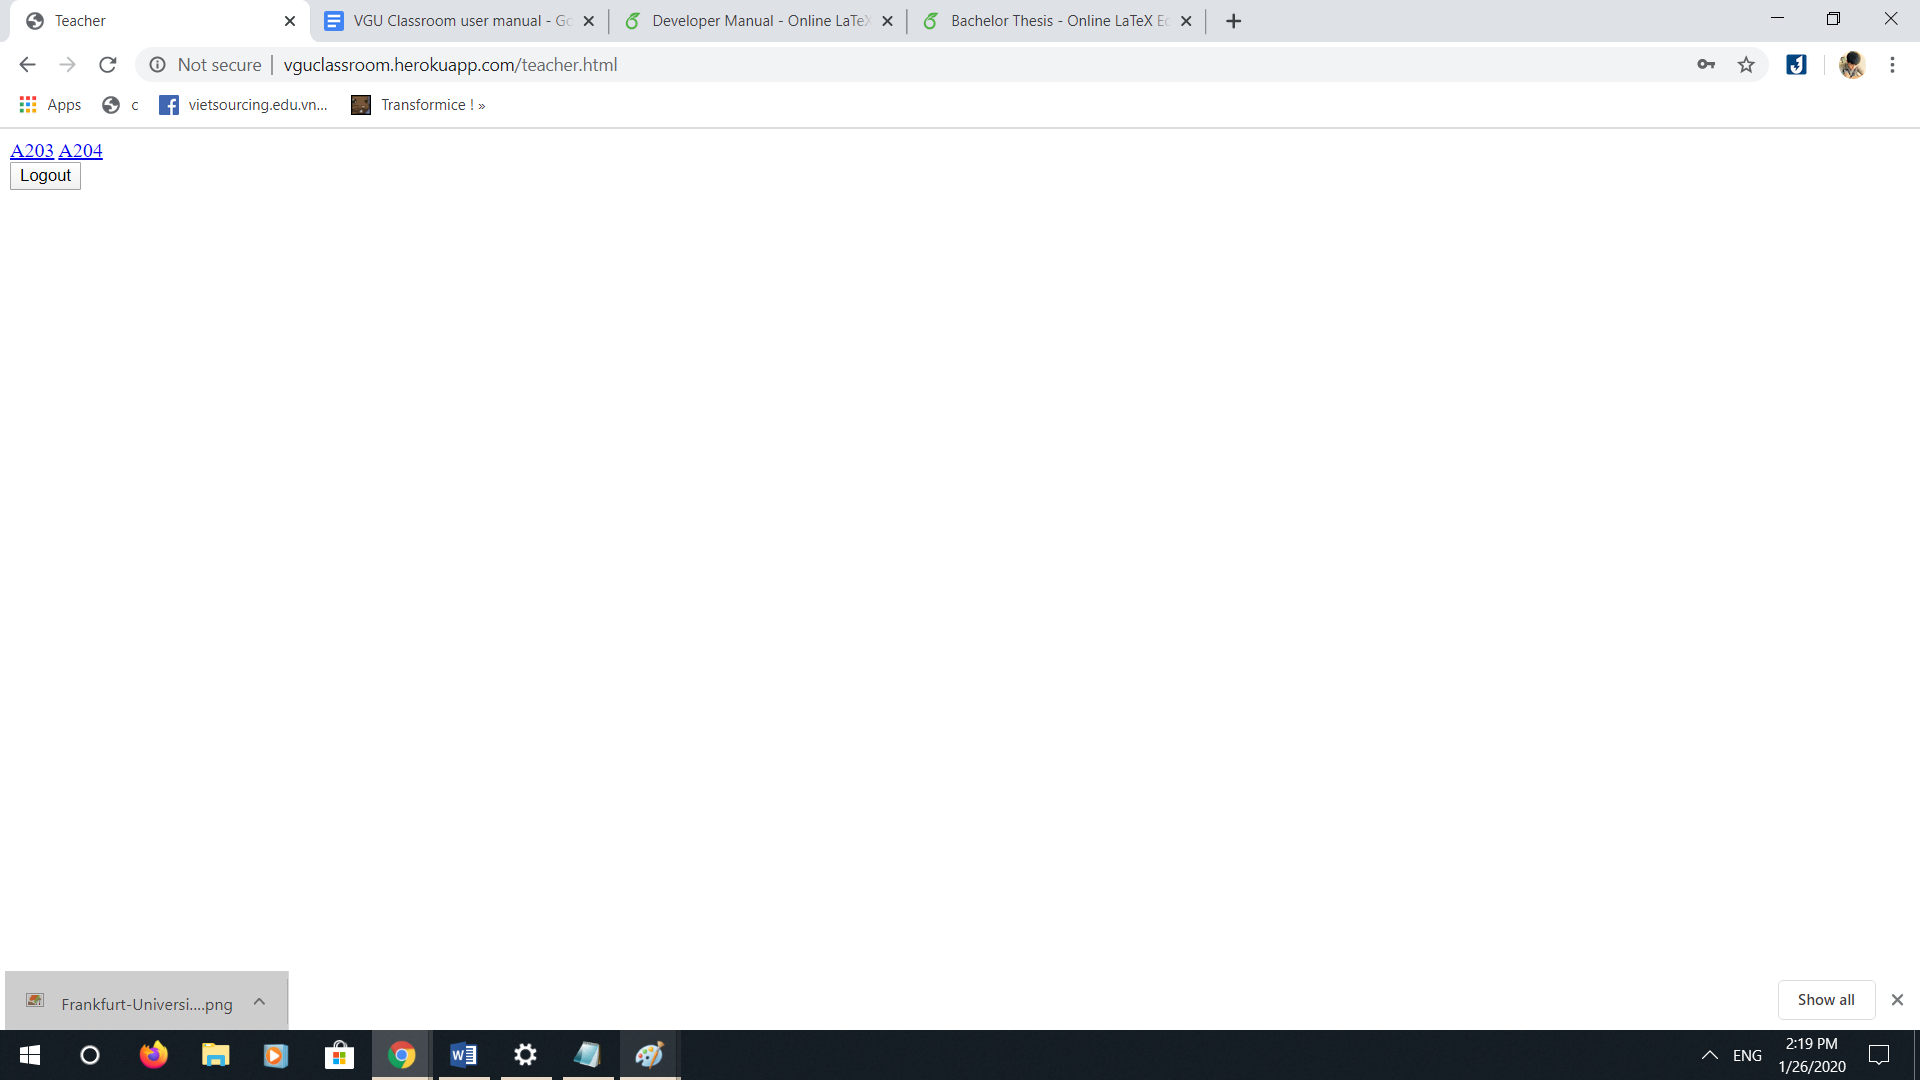 Teacher
VGU Classroom user manual - Go
Developer Manual - Online LaTeX
Bachelor Thesis - Online LaTeX Ed
Not secure
vguclassroom.herokuapp.com/teacher.html
Apps
c
vietsourcing.edu.vn...
Transformice ! »
A203 A204
Logout
Frankfurt-Universi....png
Show all
ENG
2:19 PM
1/26/2020